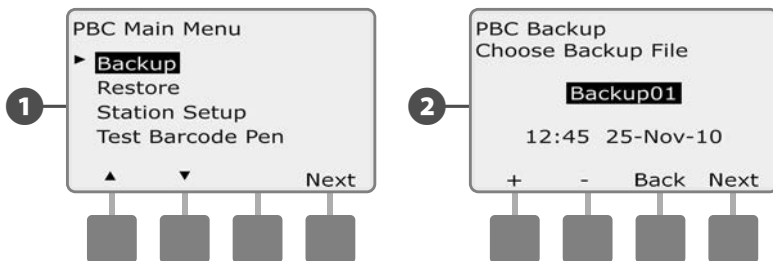 1
PBC Main Menu
► Backup
Restore
Station Setup
Test Barcode Pen
▲ ▼ Next
2
PBC Backup
Choose Backup File
Backup01
12:45 25-Nov-10
+ - Back Next